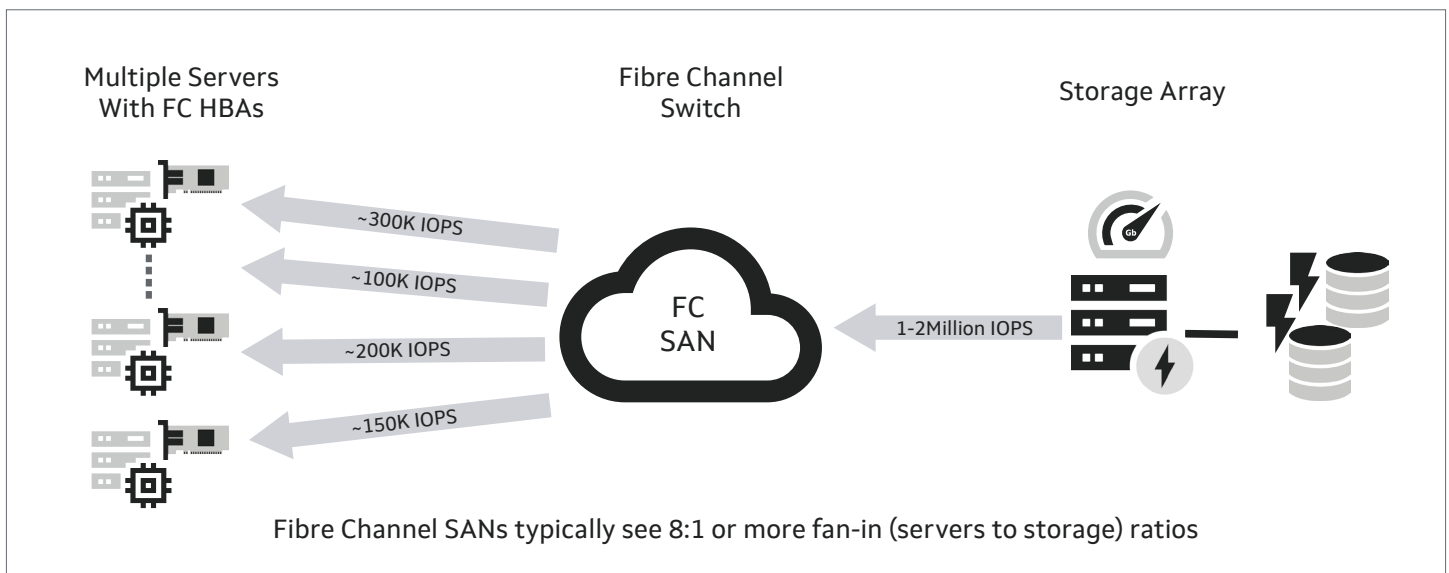 Multiple Servers
With FC HBAs
Fibre Channel
Switch
Storage Array
~300K IOPS
~100K IOPS
~200K IOPS
~150K IOPS
FC
SAN
1-2Million IOPS
Gb
Fibre Channel SANs typically see 8:1 or more fan-in (servers to storage) ratios